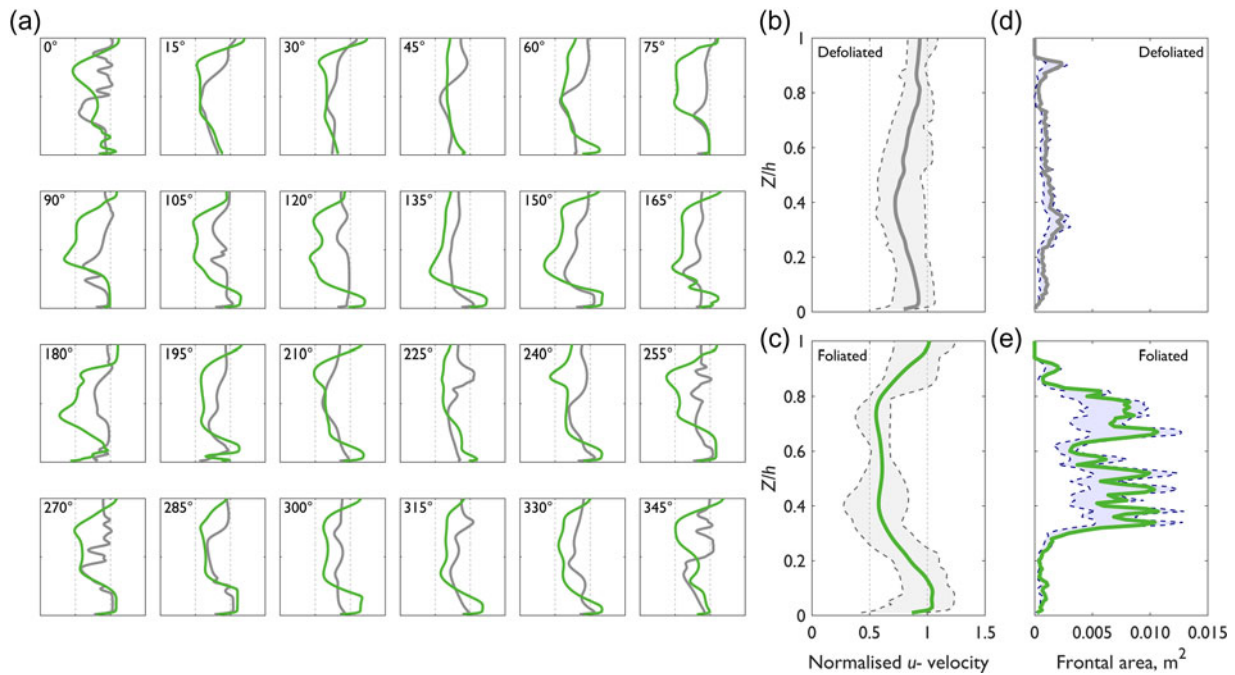 (a)
0°
15°
30°
45°
60°
75°
90°
105°
120°
135°
150°
165°
180°
195°
210°
225°
240°
255°
270°
285°
300°
315°
330°
345°
(b)
Defoliated
1
0.8
0.6
0.4
0.2
0
Z/h
(d)
Defoliated
(c)
Foliated
1
0.8
0.6
0.4
0.2
0
Z/h
0 0.5 1 1.5
Normalised u- velocity
(e)
Foliated
0 0.005 0.010 0.015
Frontal area, m²